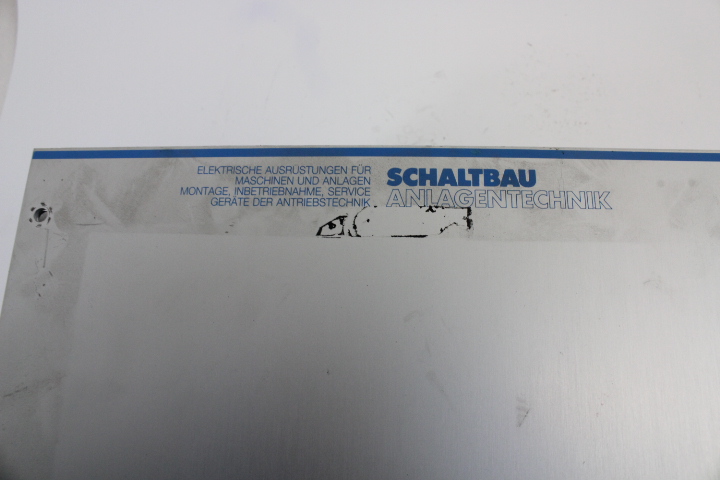 ELEKTRISCHE AUSRÜSTUNGEN FÜR
MASCHINEN UND ANLAGEN
MONTAGE, INBETRIEBNAHME, SERVICE
GERÄTE DER ANTRIEBSTECHNIK
SCHALTBAU
ANLAGENTECHNIK